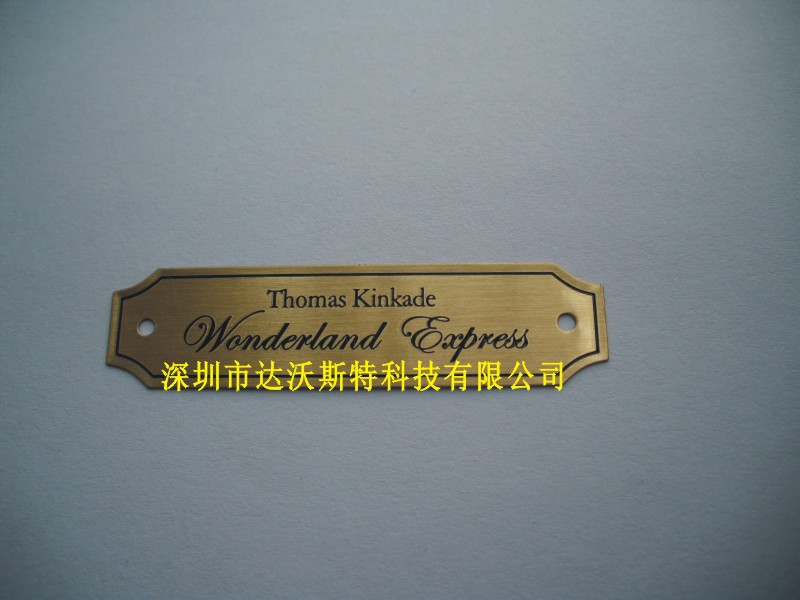 Thomas Kinkade
Wonderland Express
深圳市达沃斯特科技有限公司